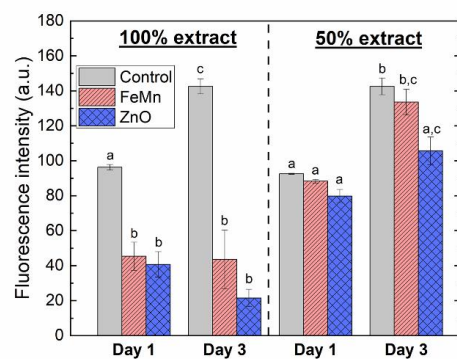 180
160
140
120
100
80
60
40
20
0
Fluorescence intensity (a.u.)
100% extract
50% extract
Control
FeMn
ZnO
a
b
b
c
b
b
a
a
a
b
b,c
a,c
Day 1
Day 3
Day 1
Day 3